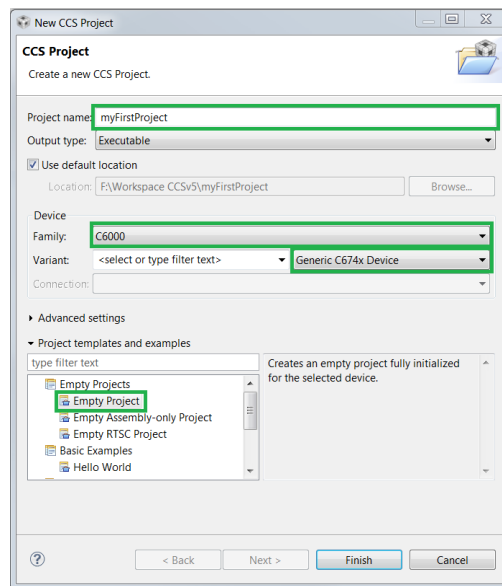 New CCS Project
CCS Project
Create a new CCS Project.
Project name: myFirstProject
Output type: Executable
Use default location
Location: F:\Workspace CCSv5\myFirstProject Browse...
Device
Family: C6000
Variant: <select or type filter text> Generic C674x Device
Connection:
Advanced settings
Project templates and examples
type filter text
Creates an empty project fully initialized
for the selected device.
Empty Projects
Empty Project
Empty Assembly-only Project
Empty RTSC Project
Basic Examples
Hello World
? < Back Next > Finish Cancel